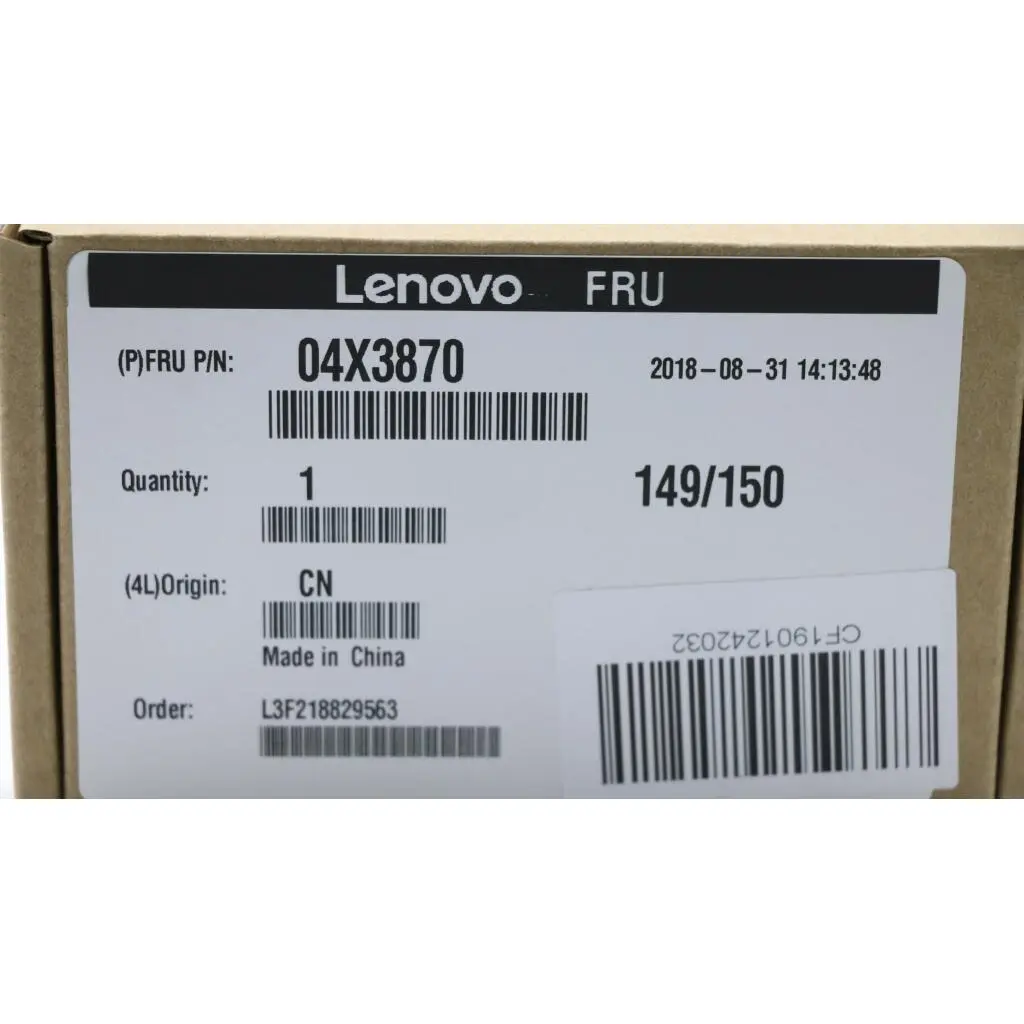 Lenovo FRU
(P)FRU P/N: 04X3870 2018-08-31 14:13:48
Quantity: 1 149/150
(4L)Origin: CN
Made in China
Order: L3F218829563
CF1901242032